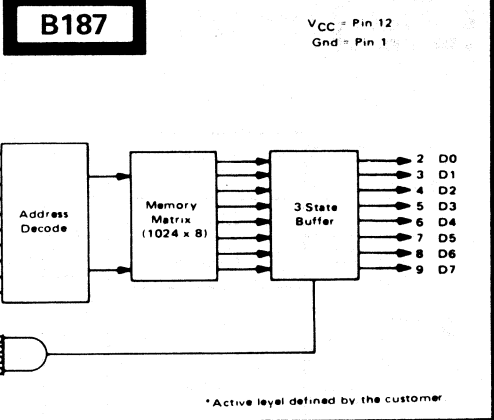 B187
VCC = Pin 12
Gnd = Pin 1
Address
Decode
Memory
Matrix
(1024 x 8)
3 State
Buffer
2 D0
3 D1
4 D2
5 D3
6 D4
7 D5
8 D6
9 D7
*Active level defined by the customer